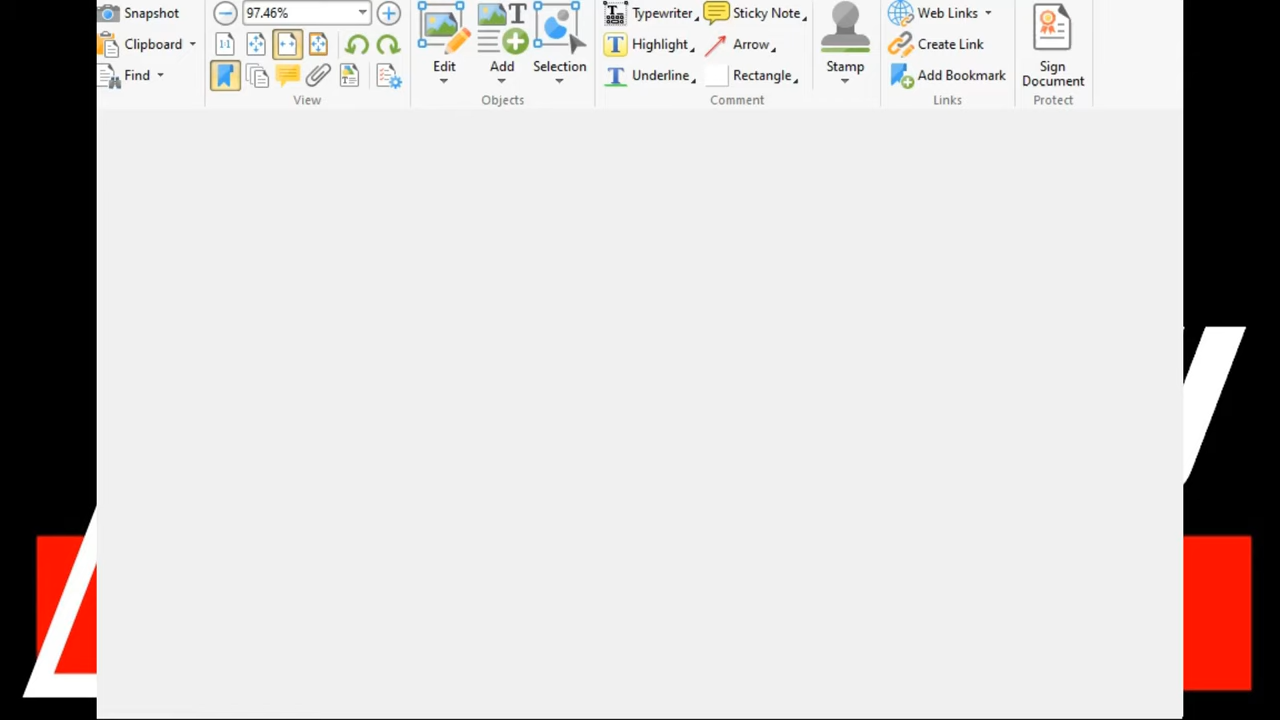 Snapshot
Clipboard
Find
97.46%
View
Edit
Add
Selection
Objects
Typewriter
Sticky Note
Highlight
Arrow
Underline
Rectangle
Comment
Stamp
Web Links
Create Link
Add Bookmark
Links
Sign
Document
Protect